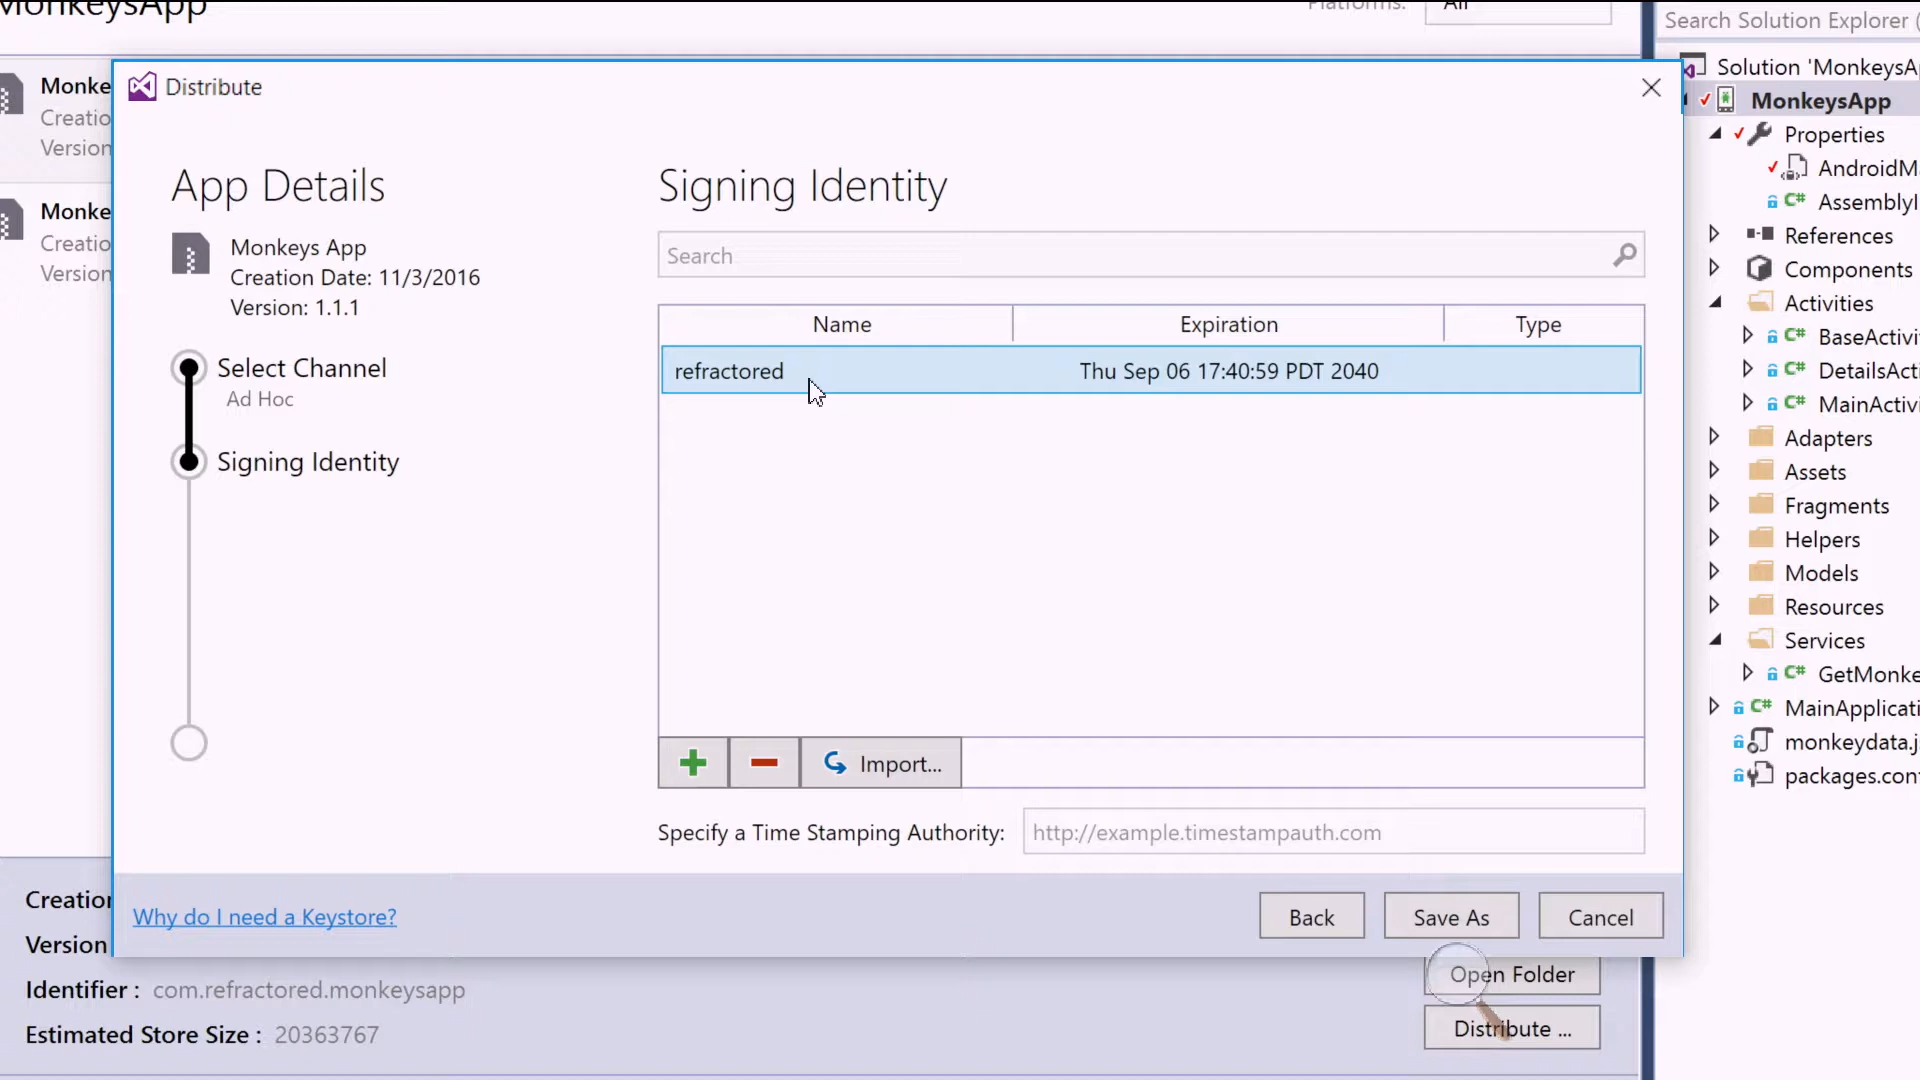 MonkeysApp
Platforms:
All
Search Solution Explorer (
Monke
Creatio
Version
Monke
Creatio
Version
Distribute
App Details
Monkeys App
Creation Date: 11/3/2016
Version: 1.1.1
Select Channel
Ad Hoc
Signing Identity
Signing Identity
Search
Name
Expiration
Type
refractored
Thu Sep 06 17:40:59 PDT 2040
Import...
Specify a Time Stamping Authority:
http://example.timestampauth.com
Why do I need a Keystore?
Back
Save As
Cancel
Creation
Version
Identifier :
com.refractored.monkeysapp
Estimated Store Size :
20363767
Open Folder
Distribute ...
Solution 'MonkeysAp
MonkeysApp
Properties
AndroidMa
C# AssemblyI
References
Components
Activities
C# BaseActivi
C# DetailsActi
C# MainActivi
Adapters
Assets
Fragments
Helpers
Models
Resources
Services
C# GetMonke
C# MainApplicati
monkeydata.j
packages.conf